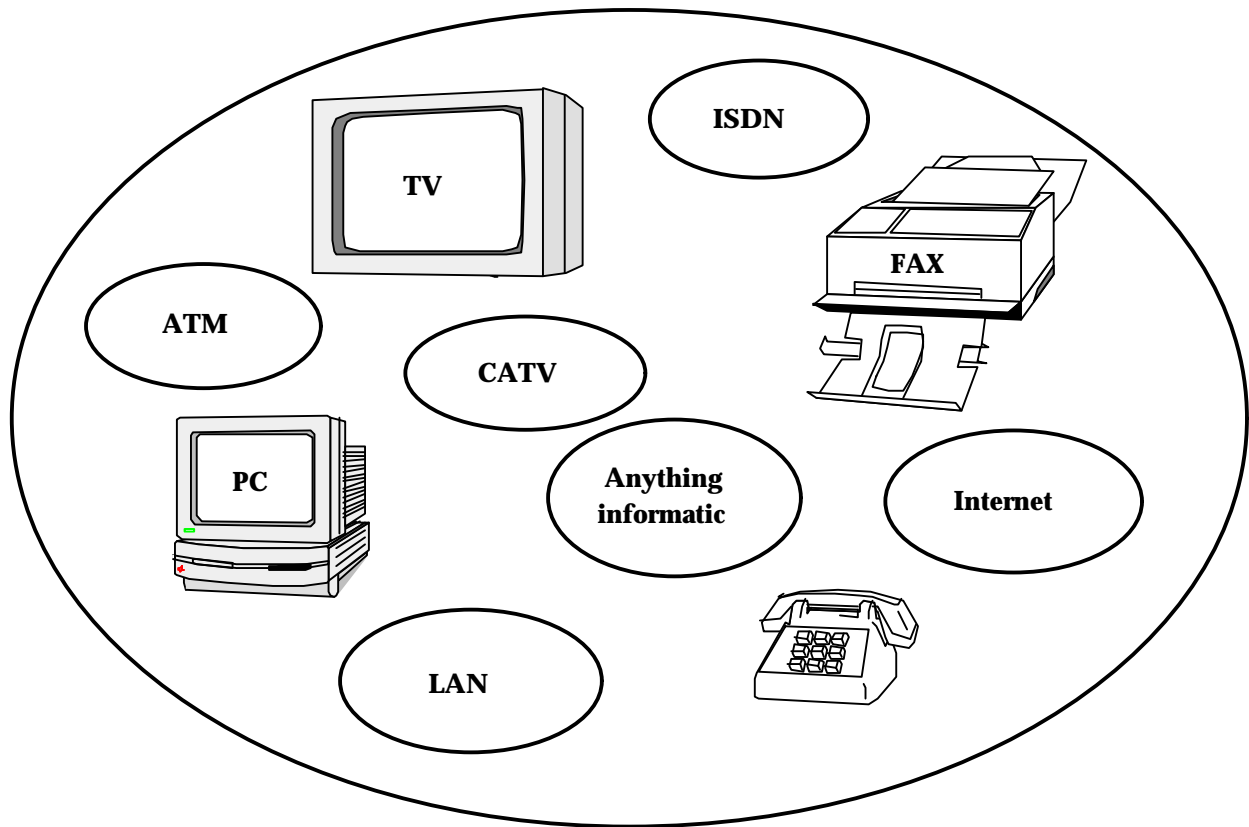 ISDN
TV
FAX
ATM
CATV
PC
Anything
informatic
Internet
LAN